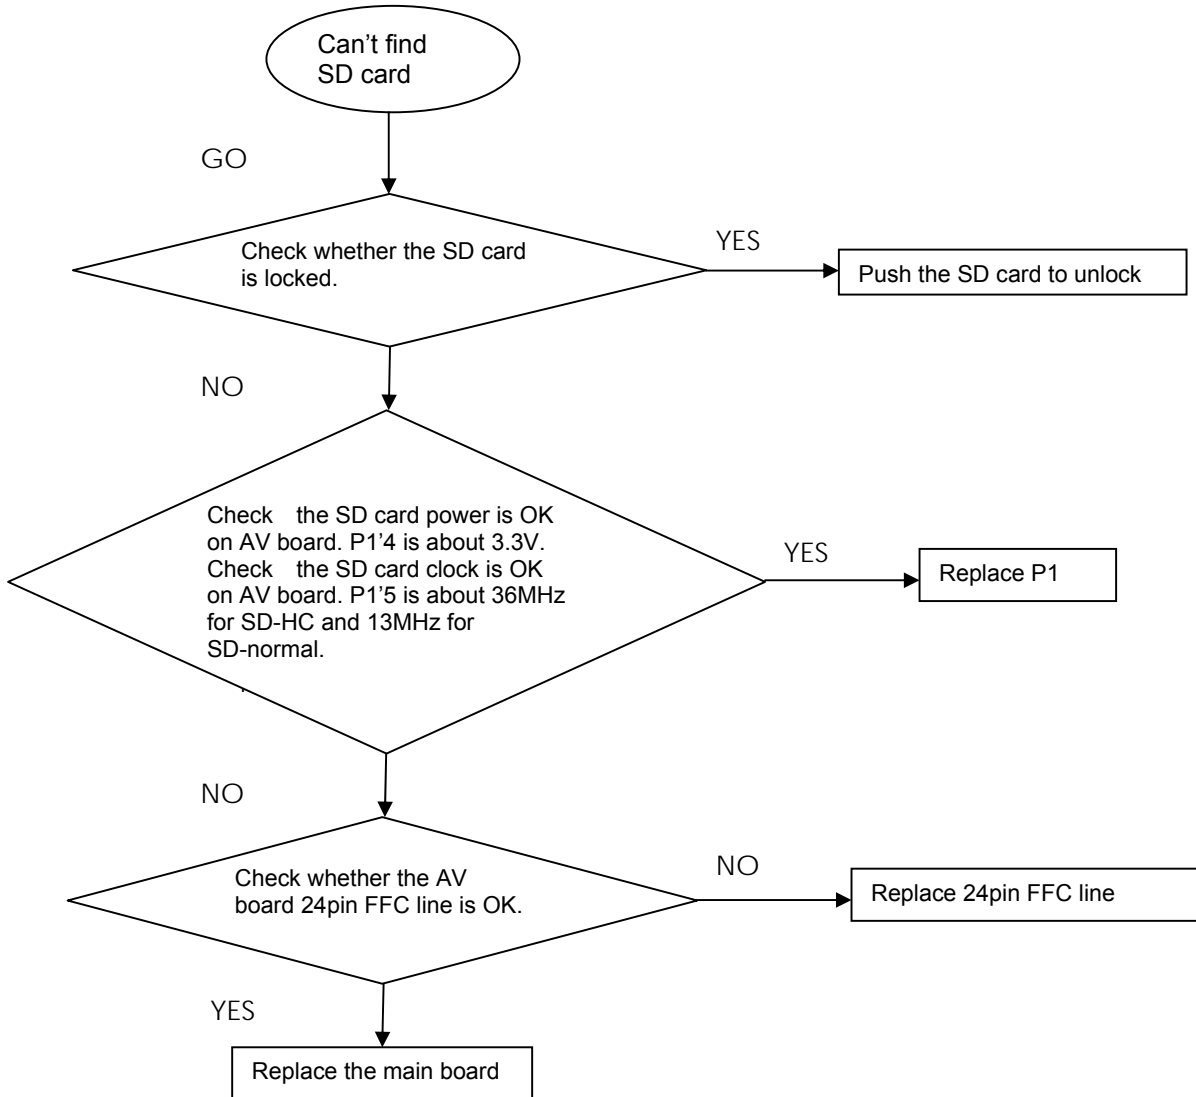 Can't find
SD card
GO
Check whether the SD card
is locked.
YES
Push the SD card to unlock
NO
Check the SD card power is OK
on AV board. P1'4 is about 3.3V.
Check the SD card clock is OK
on AV board. P1'5 is about 36MHz
for SD-HC and 13MHz for
SD-normal.
YES
Replace P1
NO
Check whether the AV
board 24pin FFC line is OK.
NO
Replace 24pin FFC line
YES
Replace the main board